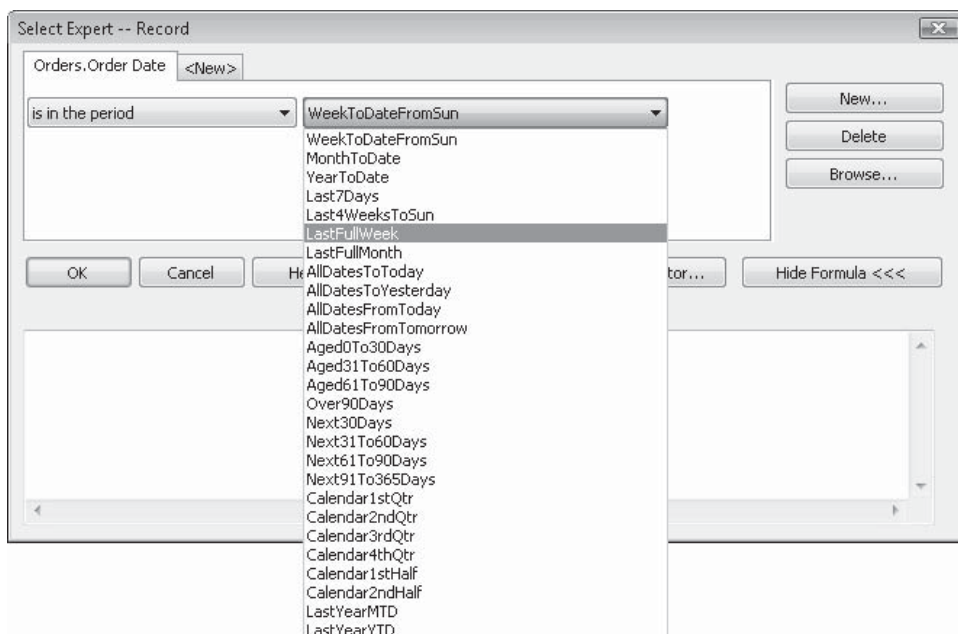 Select Expert -- Record
Orders.Order Date <New>
is in the period WeekToDateFromSun New...
Delete
Browse...
WeekToDateFromSun
MonthToDate
YearToDate
Last7Days
Last4WeeksToSun
LastFullWeek
LastFullMonth
AllDatesToToday
AllDatesToYesterday
AllDatesFromToday
AllDatesFromTomorrow
Aged0To30Days
Aged31To60Days
Aged61To90Days
Over90Days
Next30Days
Next31To60Days
Next61To90Days
Next91To365Days
Calendar1stQtr
Calendar2ndQtr
Calendar3rdQtr
Calendar4thQtr
Calendar1stHalf
Calendar2ndHalf
LastYearMTD
LastYearYTD
OK Cancel He tor... Hide Formula <<<